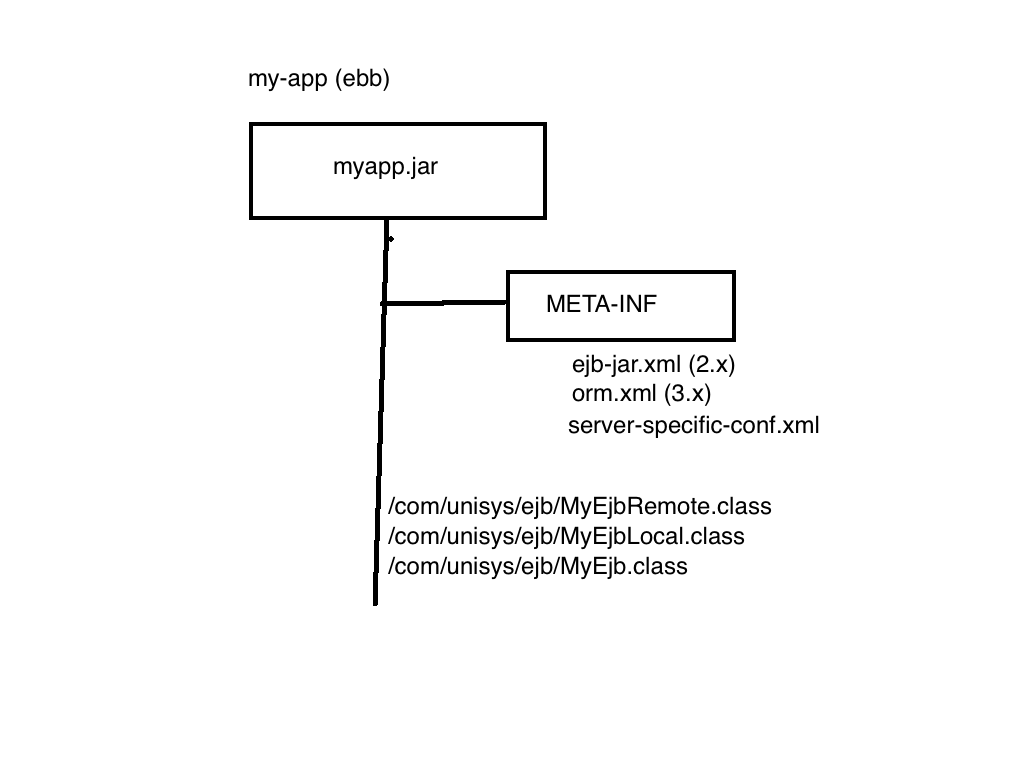 my-app (ebb)
myapp.jar
META-INF
ejb-jar.xml (2.x)
orm.xml (3.x)
server-specific-conf.xml
/com/unisys/ejb/MyEjbRemote.class
/com/unisys/ejb/MyEjbLocal.class
/com/unisys/ejb/MyEjb.class